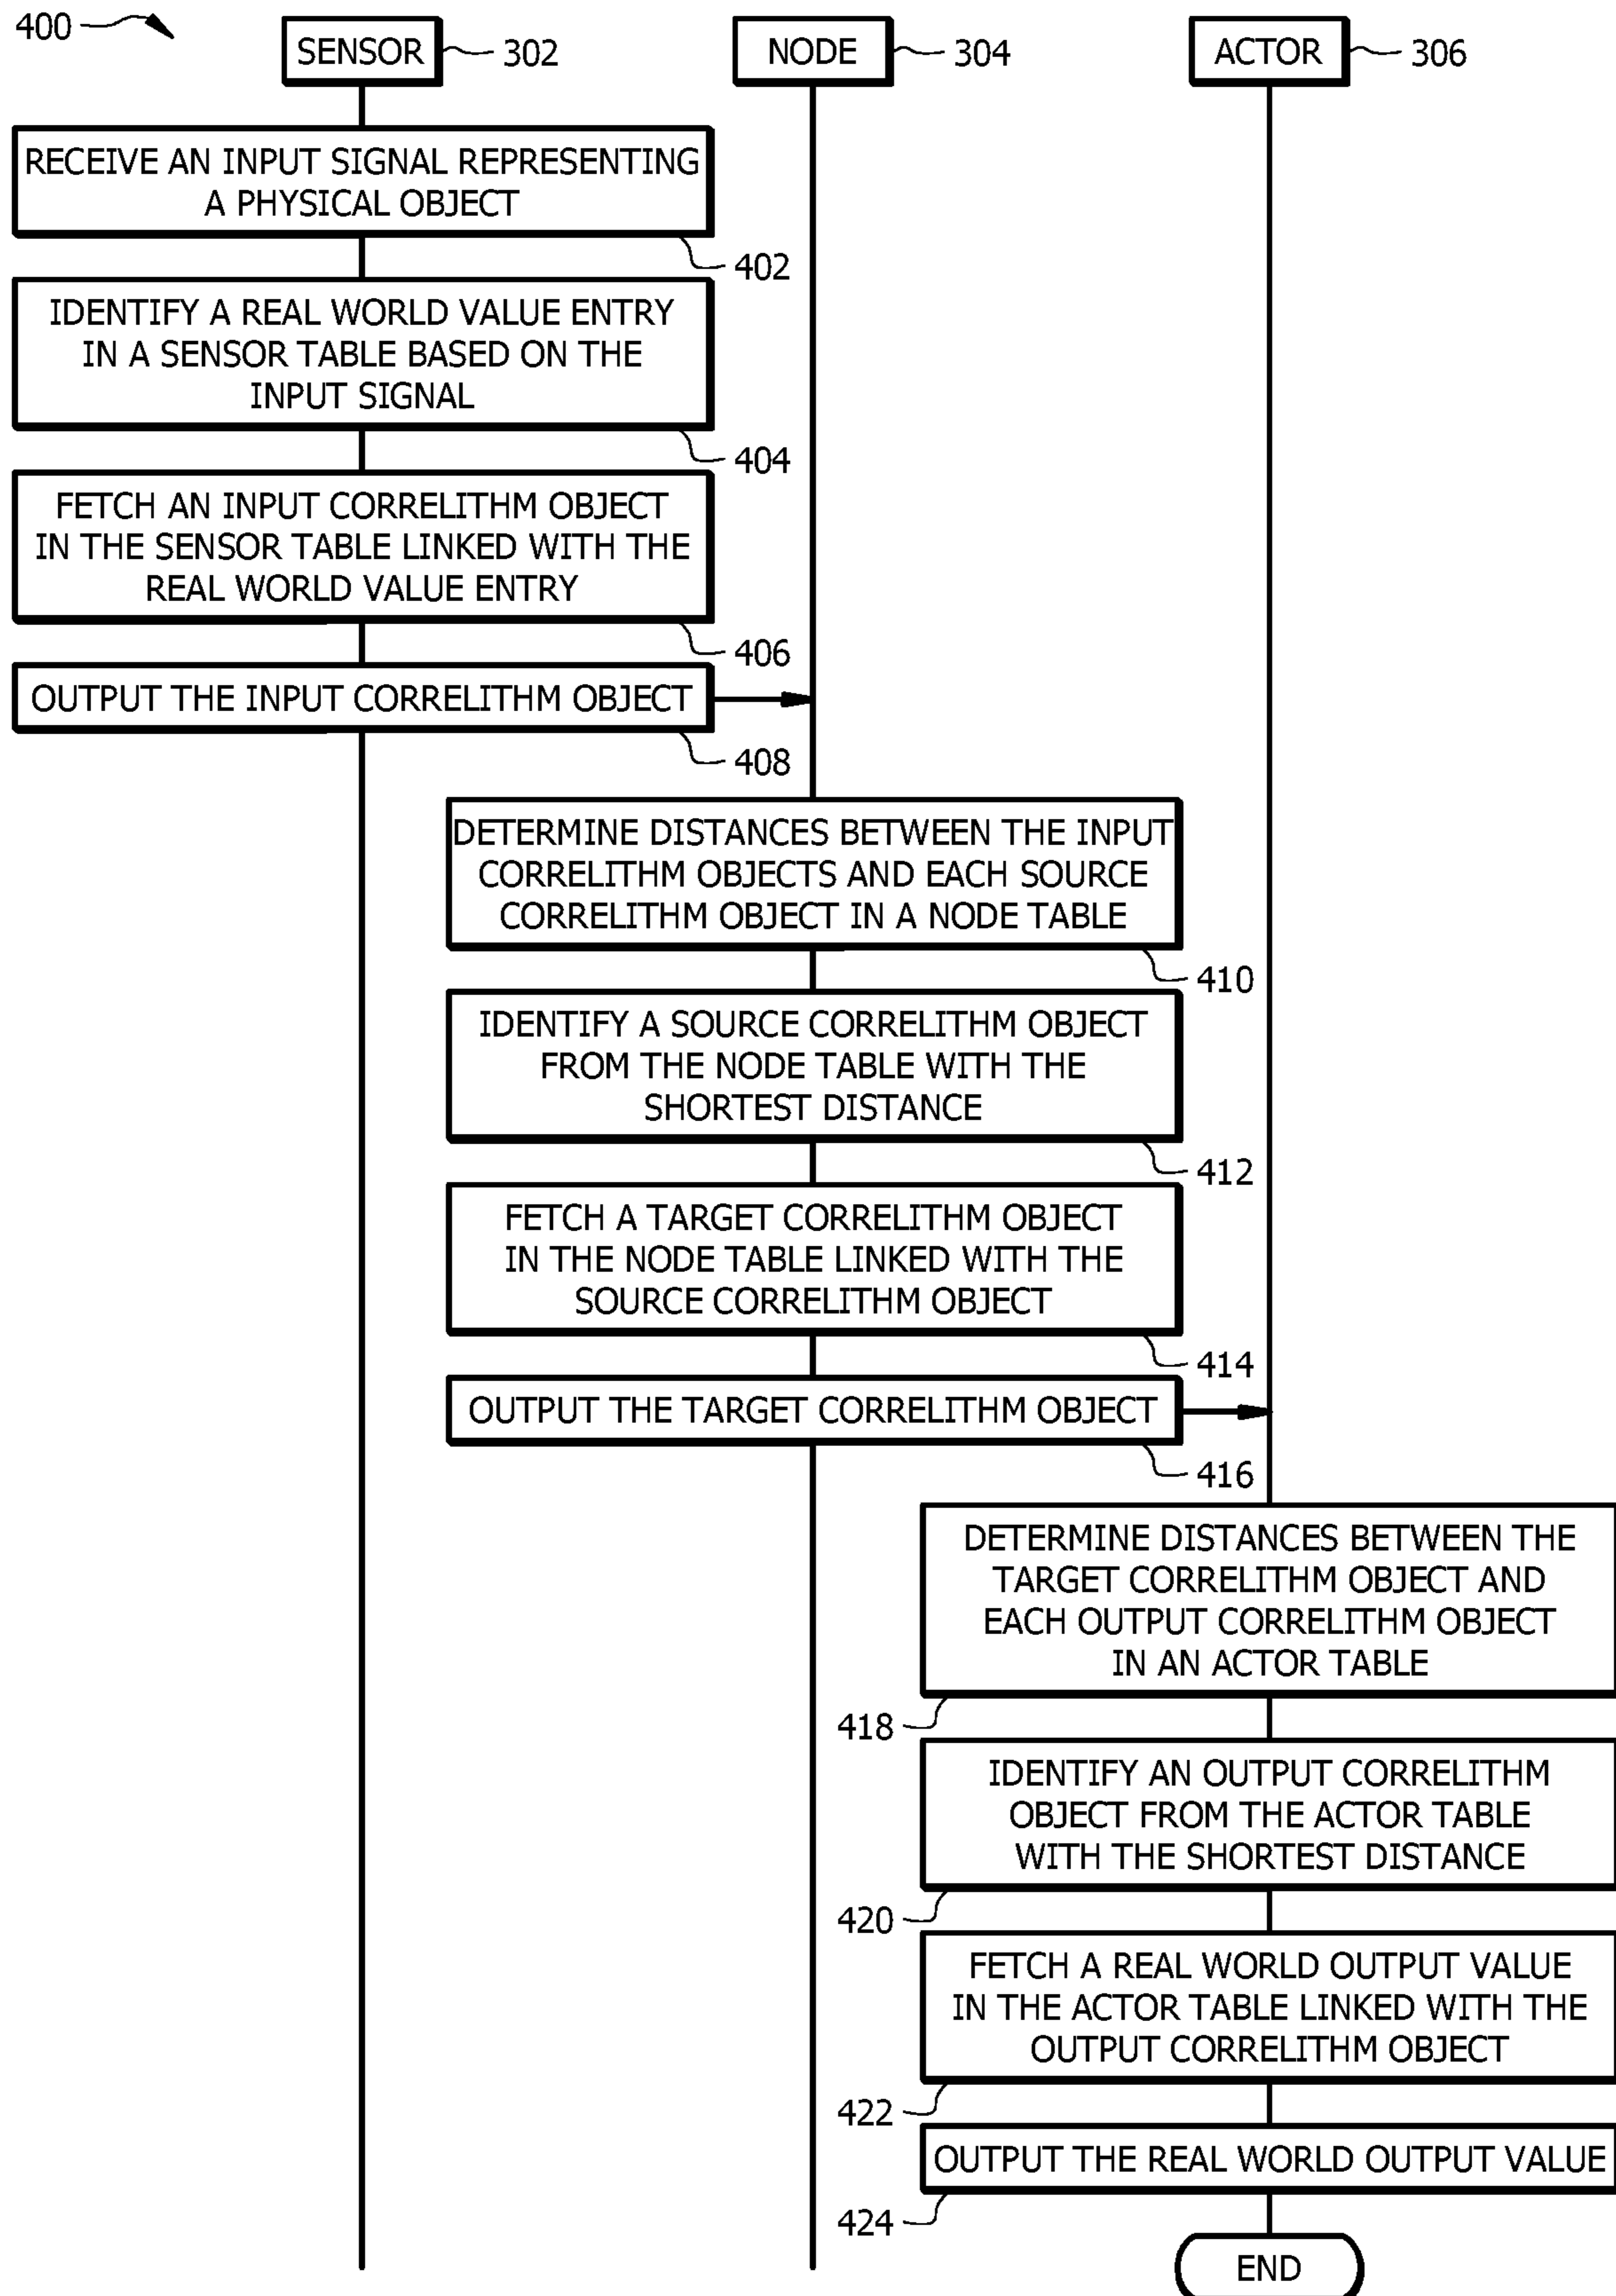 400
SENSOR 302
NODE 304
ACTOR 306
RECEIVE AN INPUT SIGNAL REPRESENTING
A PHYSICAL OBJECT
402
IDENTIFY A REAL WORLD VALUE ENTRY
IN A SENSOR TABLE BASED ON THE
INPUT SIGNAL
404
FETCH AN INPUT CORRELITHM OBJECT
IN THE SENSOR TABLE LINKED WITH THE
REAL WORLD VALUE ENTRY
406
OUTPUT THE INPUT CORRELITHM OBJECT
408
DETERMINE DISTANCES BETWEEN THE INPUT
CORRELITHM OBJECTS AND EACH SOURCE
CORRELITHM OBJECT IN A NODE TABLE
410
IDENTIFY A SOURCE CORRELITHM OBJECT
FROM THE NODE TABLE WITH THE
SHORTEST DISTANCE
412
FETCH A TARGET CORRELITHM OBJECT
IN THE NODE TABLE LINKED WITH THE
SOURCE CORRELITHM OBJECT
414
OUTPUT THE TARGET CORRELITHM OBJECT
416
DETERMINE DISTANCES BETWEEN THE
TARGET CORRELITHM OBJECT AND
EACH OUTPUT CORRELITHM OBJECT
IN AN ACTOR TABLE
418
IDENTIFY AN OUTPUT CORRELITHM
OBJECT FROM THE ACTOR TABLE
WITH THE SHORTEST DISTANCE
420
FETCH A REAL WORLD OUTPUT VALUE
IN THE ACTOR TABLE LINKED WITH THE
OUTPUT CORRELITHM OBJECT
422
OUTPUT THE REAL WORLD OUTPUT VALUE
424
END